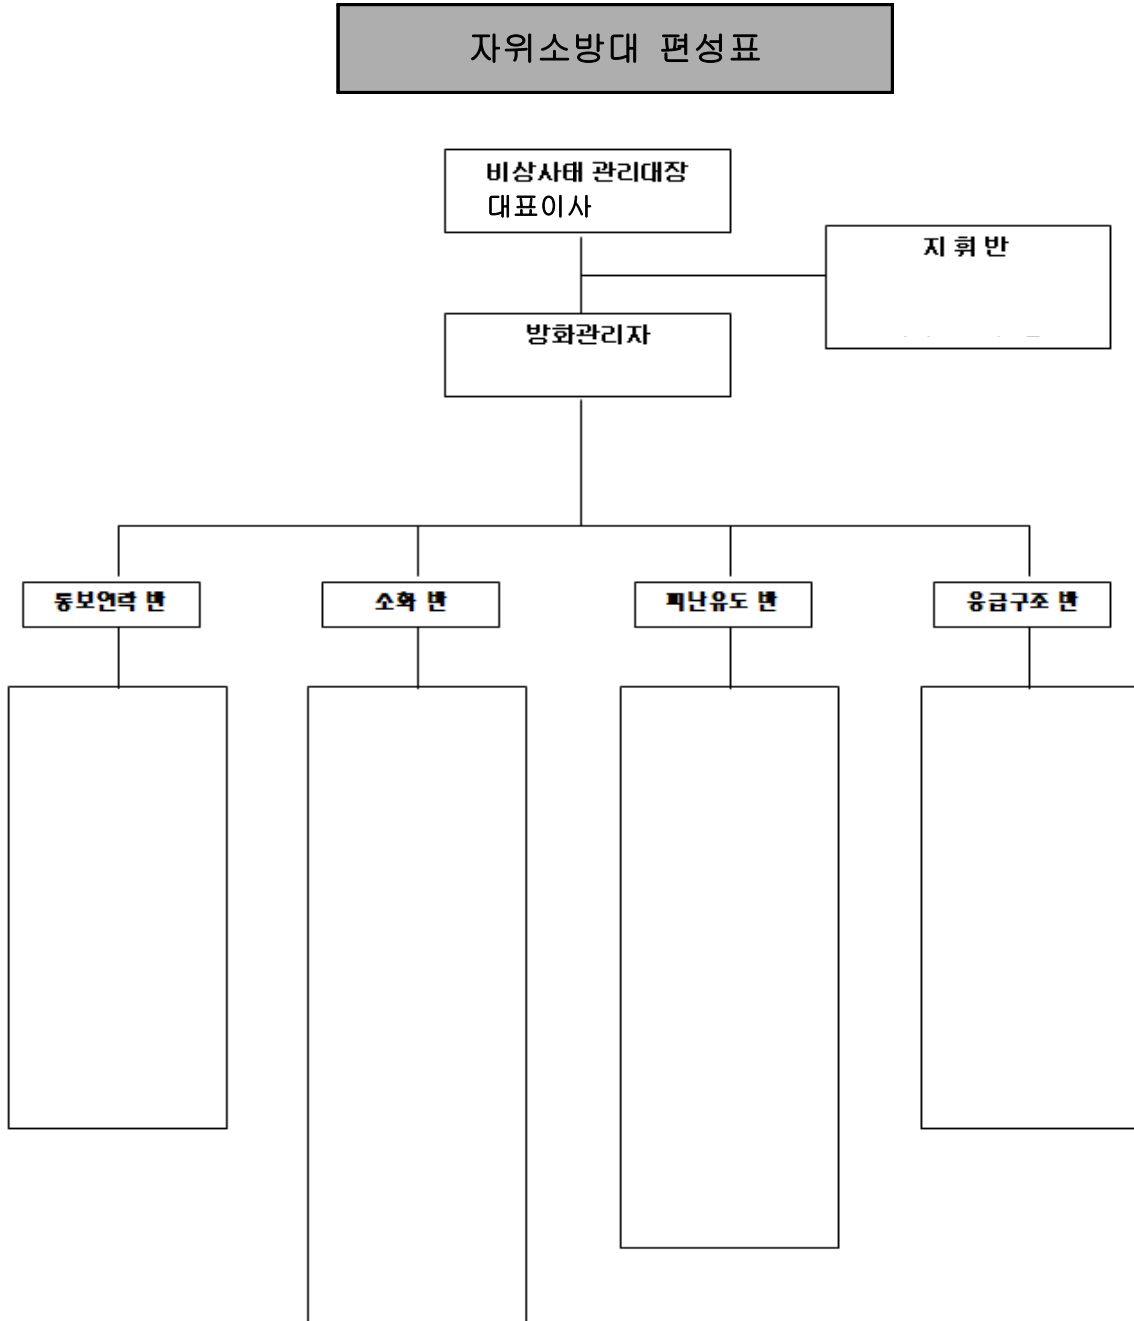 자위소방대 편성표
비상사태 관리대장
대표이사
지 휘 반
방화관리자
통보연락 반
소화 반
피난유도 반
응급구조 반